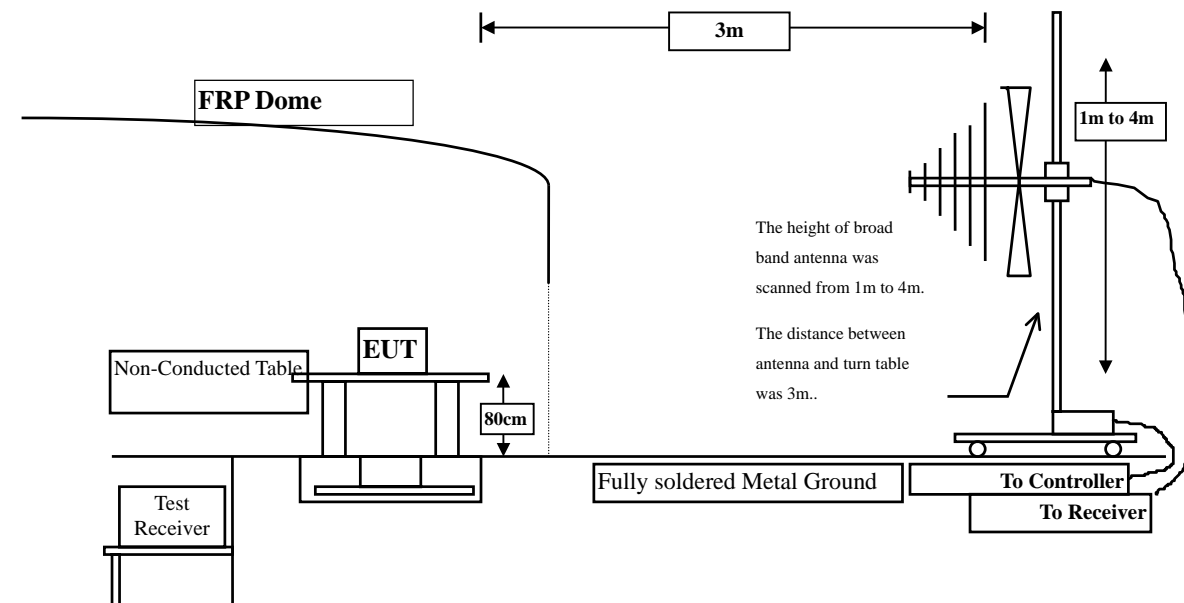 3m
FRP Dome
1m to 4m
The height of broad
band antenna was
scanned from 1m to 4m.
The distance between
antenna and turn table
was 3m..
EUT
Non-Conducted Table
80cm
Fully soldered Metal Ground
To Controller
To Receiver
Test
Receiver